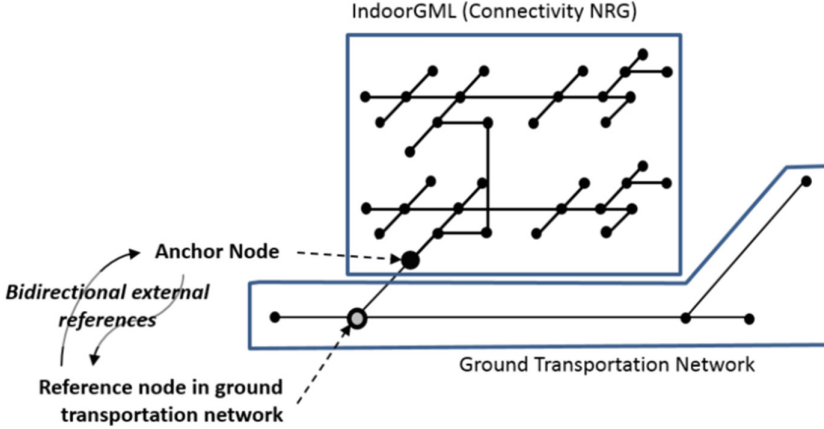 IndoorGML (Connectivity NRG)
Anchor Node
Bidirectional external
references
Ground Transportation Network
Reference node in ground
transportation network